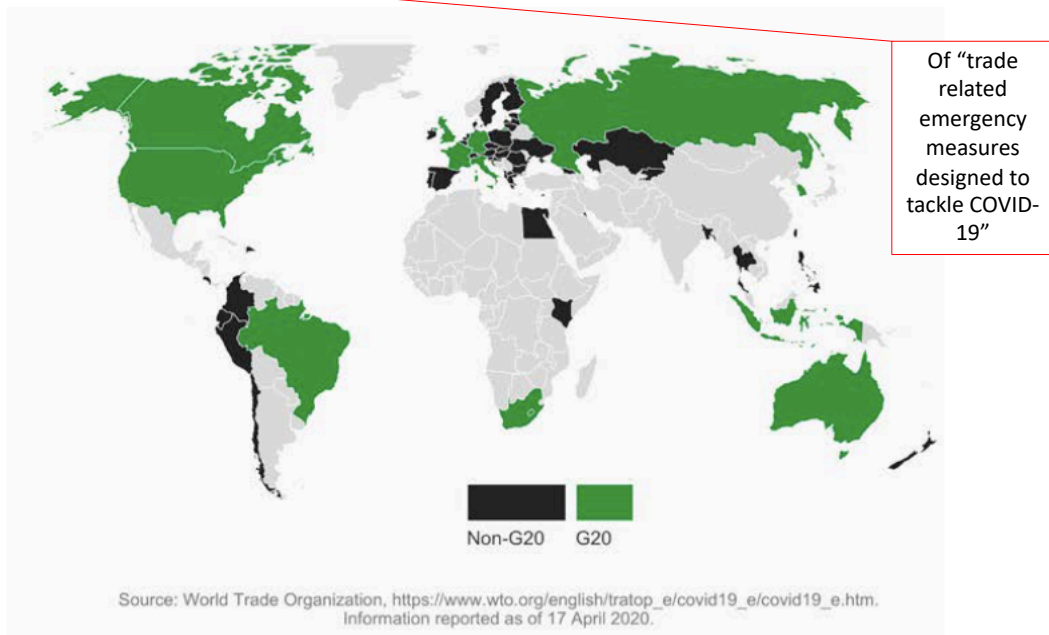 Of “trade
related
emergency
measures
designed to
tackle COVID-
19”
Non-G20
G20
Source: World Trade Organization, https://www.wto.org/english/tratop_e/covid19_e/covid19_e.htm.
Information reported as of 17 April 2020.